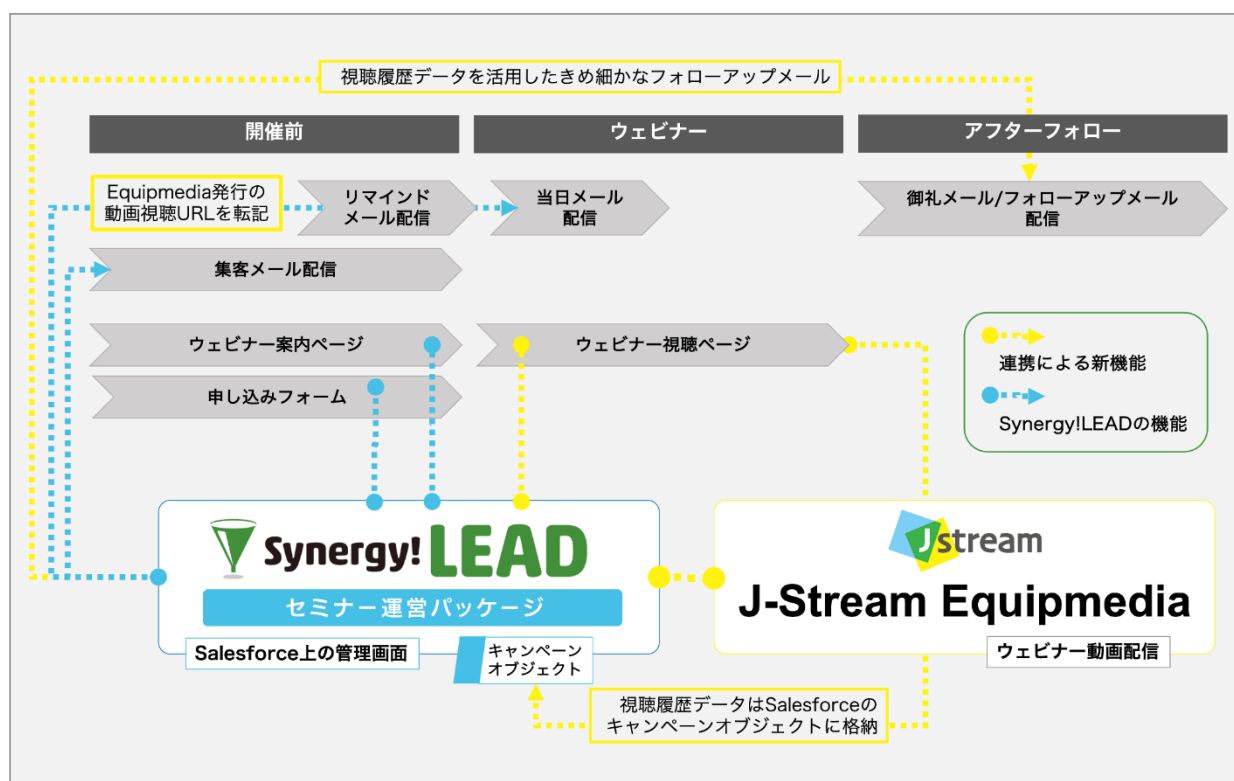 視聴履歴データを活用したきめ細かなフォローアップメール
開催前
ウェビナー
アフターフォロー
Equipmedia発行の
動画視聴URLを転記
リマインド
メール配信
当日メール
配信
御礼メール/フォローアップメール
配信
集客メール配信
ウェビナー案内ページ
ウェビナー視聴ページ
申し込みフォーム
連携による新機能
Synergy!LEADの機能
Synergy!LEAD
セミナー運営パッケージ
Salesforce上の管理画面
キャンペーン
オブジェクト
Jstream
J-Stream Equipmedia
ウェビナー動画配信
視聴履歴データはSalesforceの
キャンペーンオブジェクトに格納